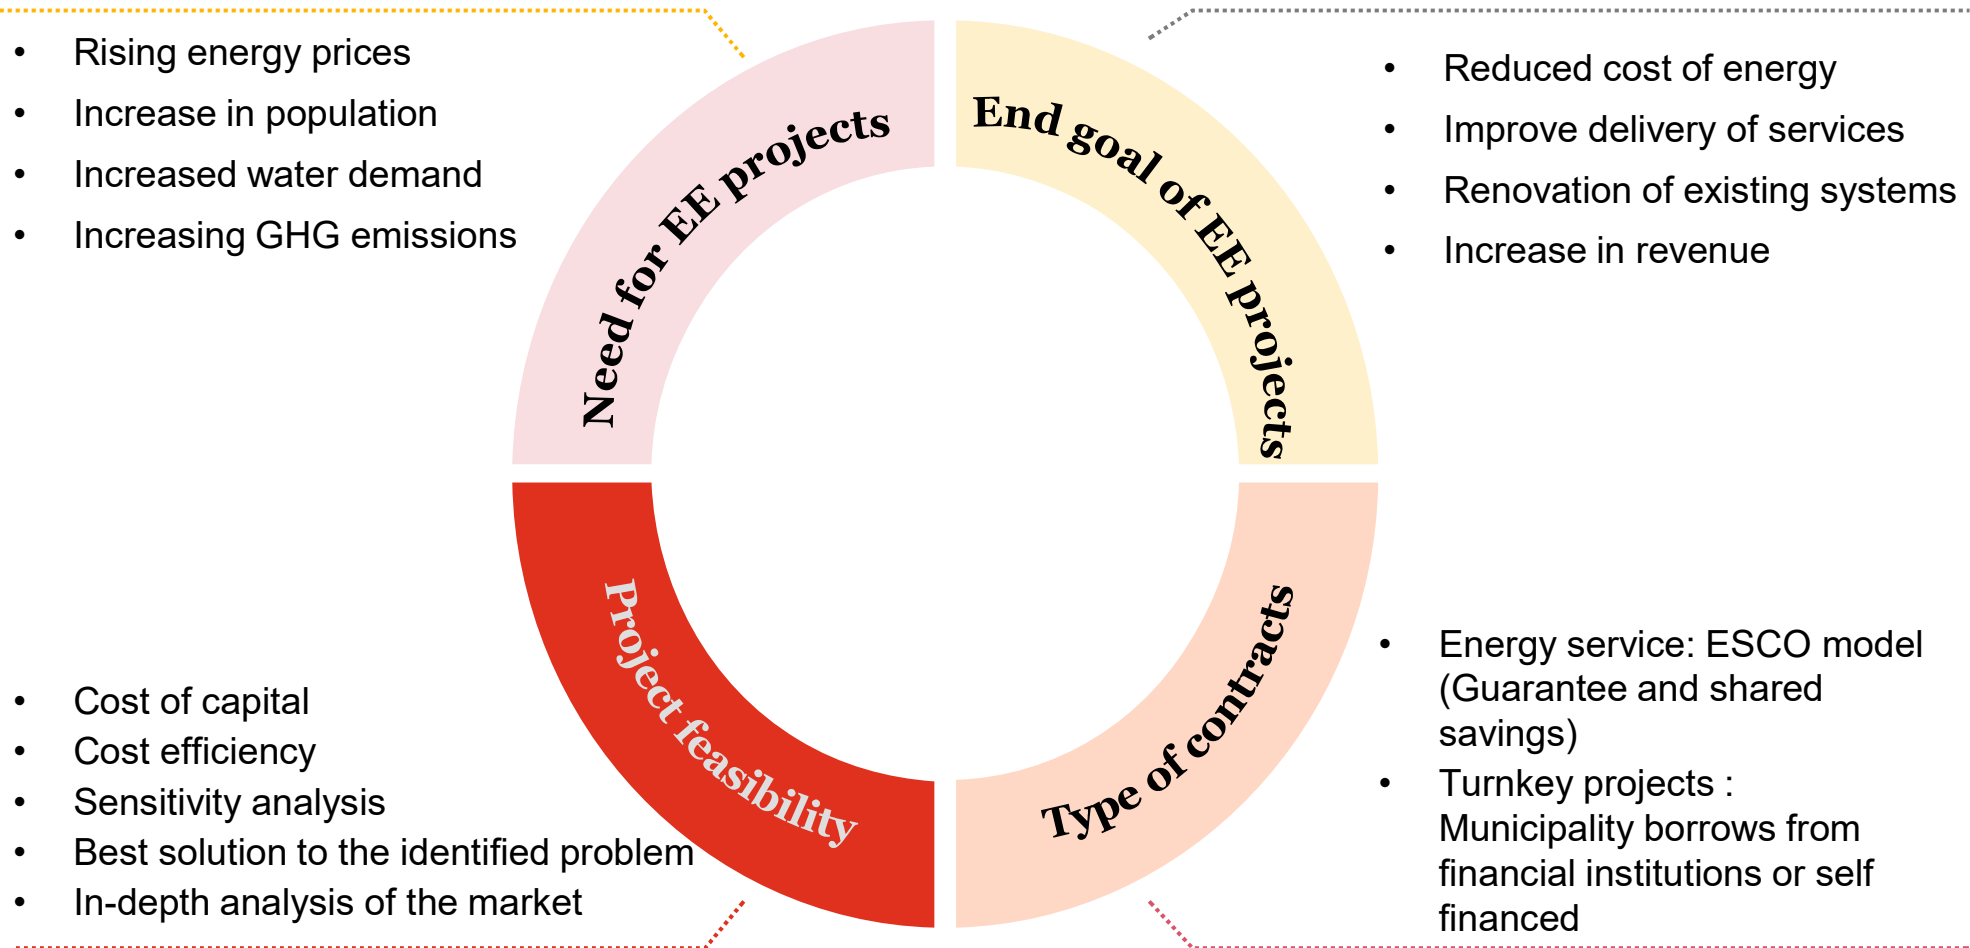 • Rising energy prices
• Increase in population
• Increased water demand
• Increasing GHG emissions
Need for EE projects
End goal of EE projects
• Reduced cost of energy
• Improve delivery of services
• Renovation of existing systems
• Increase in revenue
Project feasibility
• Cost of capital
• Cost efficiency
• Sensitivity analysis
• Best solution to the identified problem
• In-depth analysis of the market
Type of contracts
• Energy service: ESCO model
(Guarantee and shared
savings)
• Turnkey projects :
Municipality borrows from
financial institutions or self
financed